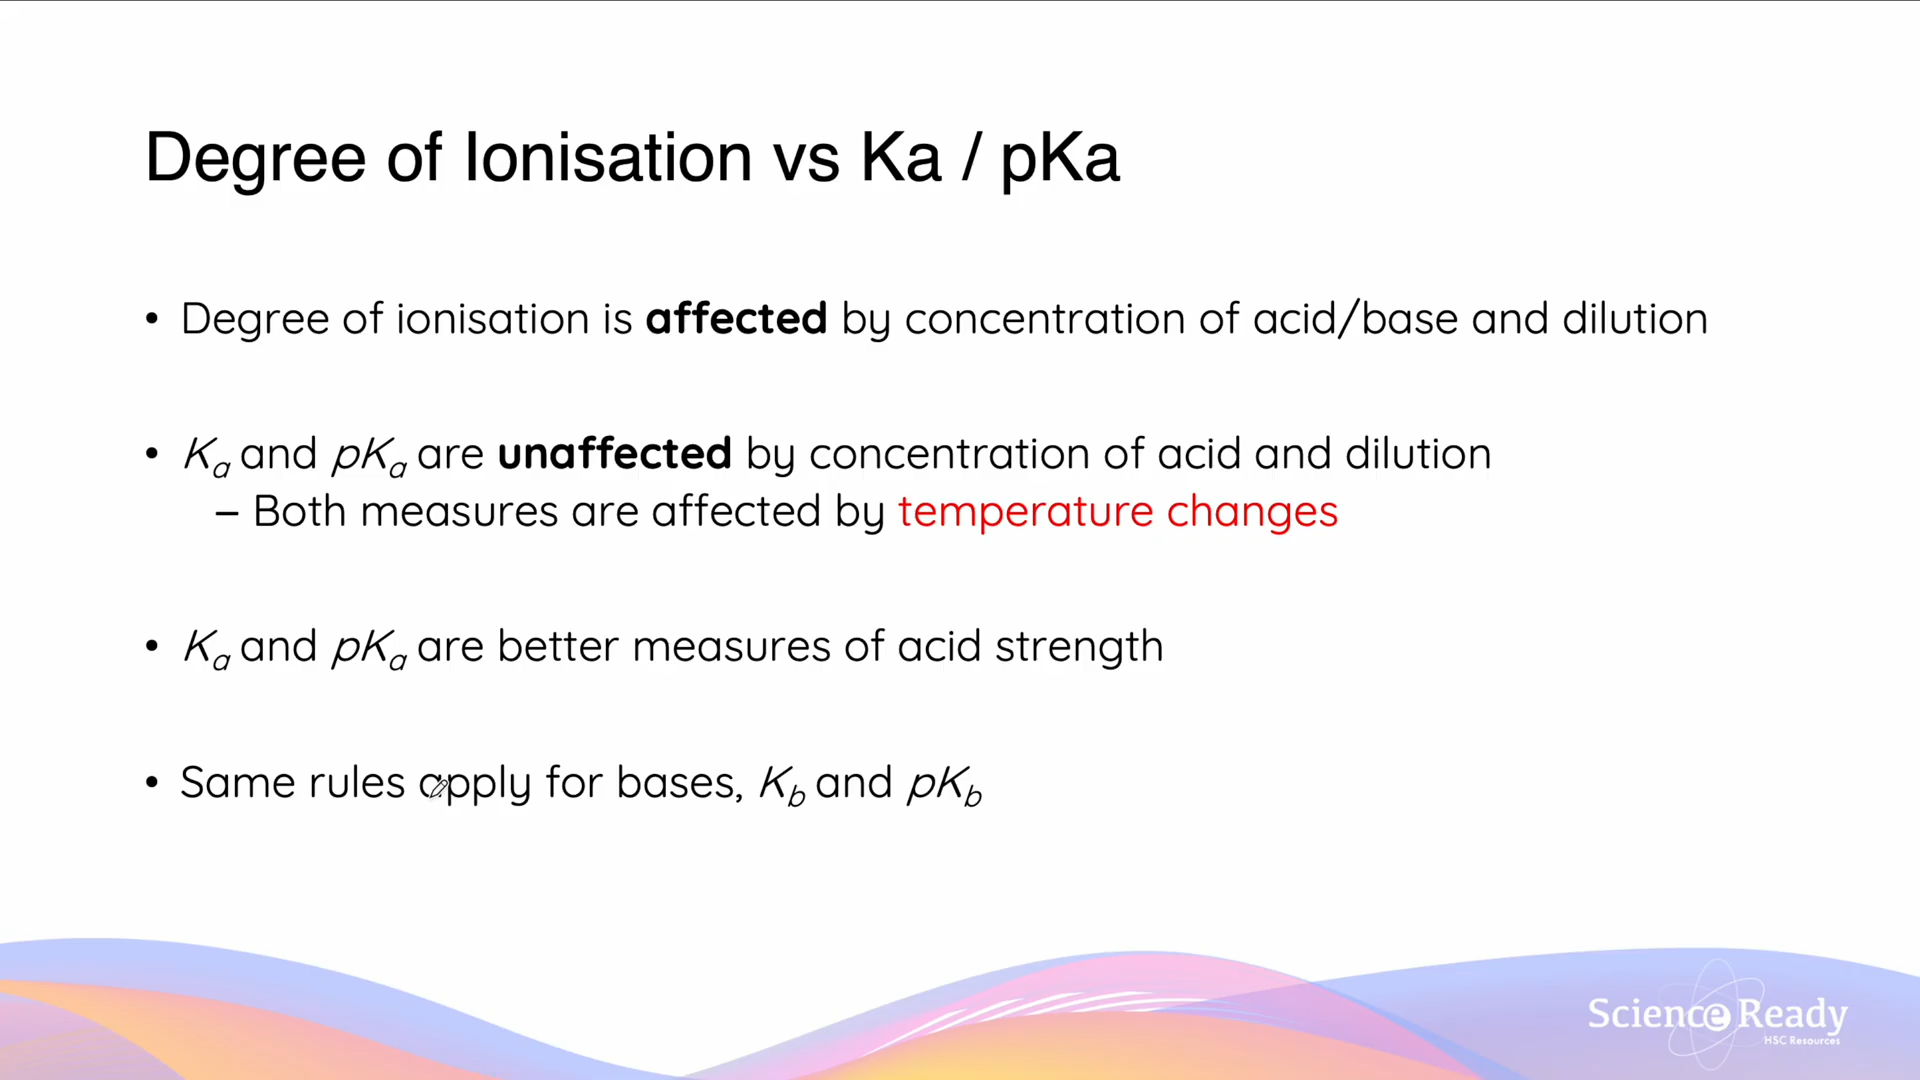 Degree of Ionisation vs Ka / pKa
• Degree of ionisation is affected by concentration of acid/base and dilution
• Ka and pKa are unaffected by concentration of acid and dilution
– Both measures are affected by temperature changes
• Ka and pKa are better measures of acid strength
• Same rules apply for bases, Kb and pKb
Science Ready
HSC Resources